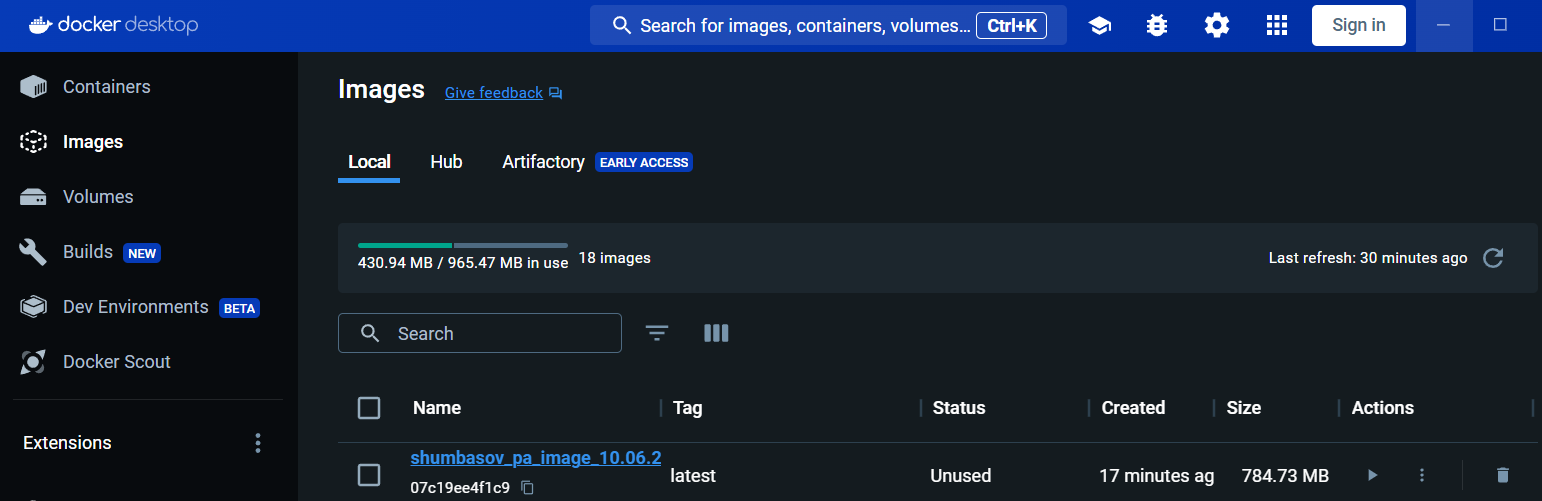 docker desktop
Search for images, containers, volumes... Ctrl+K
Sign in
Containers
Images
Volumes
Builds NEW
Dev Environments BETA
Docker Scout
Extensions
Images Give feedback
Local Hub Artifactory EARLY ACCESS
430.94 MB / 965.47 MB in use 18 images
Last refresh: 30 minutes ago
Search
Name Tag Status Created Size Actions
shumbasov_pa_image_10.06.2
07c19ee4f1c9
latest Unused 17 minutes ag 784.73 MB